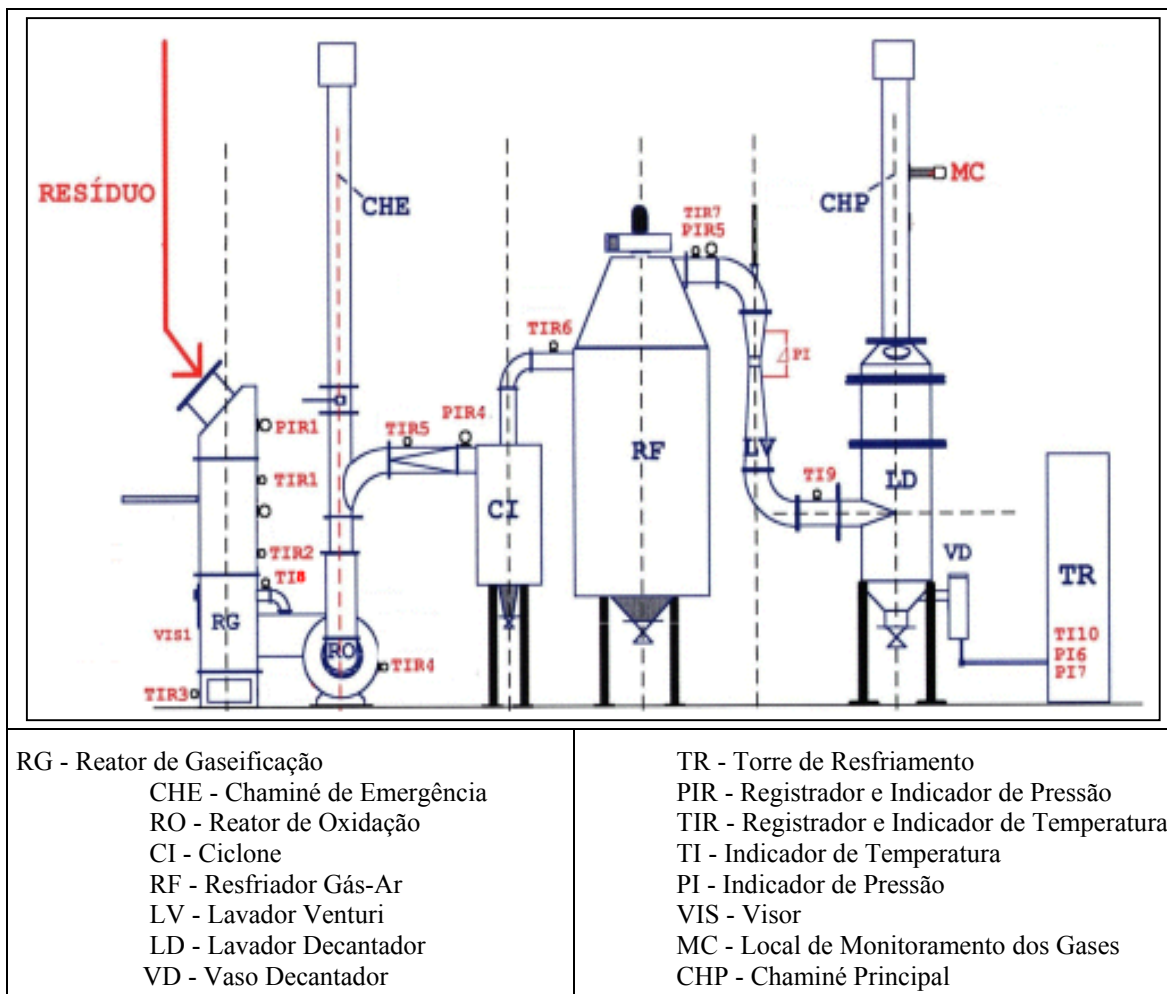 RESÍDUO
CHE
CHP
MC
TIR7
PIR5
TIR6
PI
PIR4
TIR5
PIR1
TIR1
TIR2
TI8
RG
VIS1
TIR3
RO
TIR4
CI
RF
LV
TI9
LD
VD
TR
TI10
PI6
PI7
RG - Reator de Gaseificação
CHE - Chaminé de Emergência
RO - Reator de Oxidação
CI - Ciclone
RF - Resfriador Gás-Ar
LV - Lavador Venturi
LD - Lavador Decantador
VD - Vaso Decantador
TR - Torre de Resfriamento
PIR - Registrador e Indicador de Pressão
TIR - Registrador e Indicador de Temperatura
TI - Indicador de Temperatura
PI - Indicador de Pressão
VIS - Visor
MC - Local de Monitoramento dos Gases
CHP - Chaminé Principal